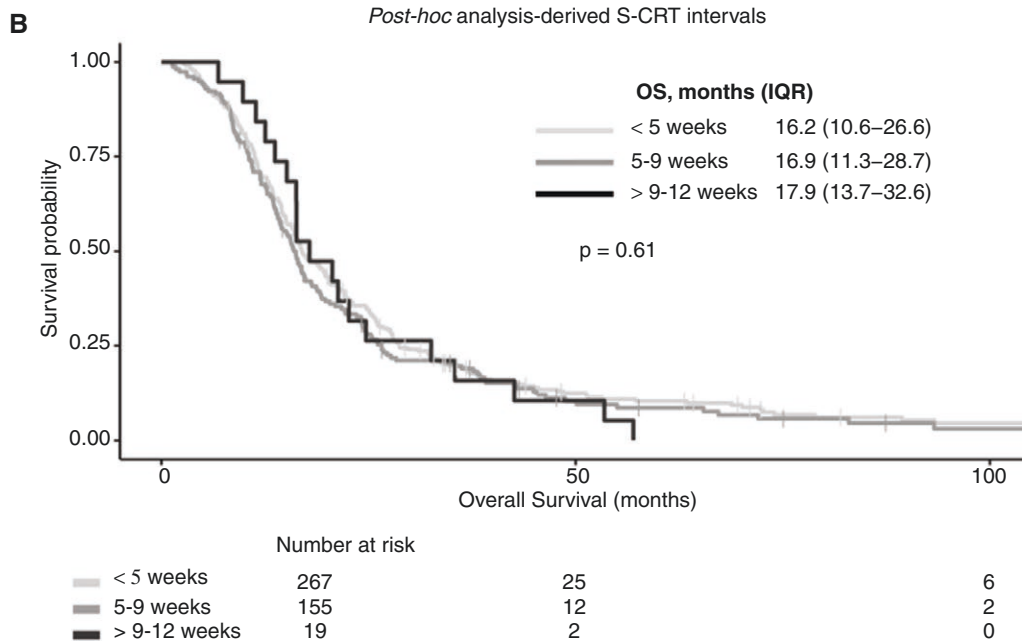 B
Post-hoc analysis-derived S-CRT intervals
1.00
0.75
0.50
0.25
0.00
Survival probability
OS, months (IQR)
< 5 weeks 16.2 (10.6–26.6)
5-9 weeks 16.9 (11.3–28.7)
> 9-12 weeks 17.9 (13.7–32.6)
p = 0.61
0 50 100
Overall Survival (months)
Number at risk
< 5 weeks 267 25 6
5-9 weeks 155 12 2
> 9-12 weeks 19 2 0